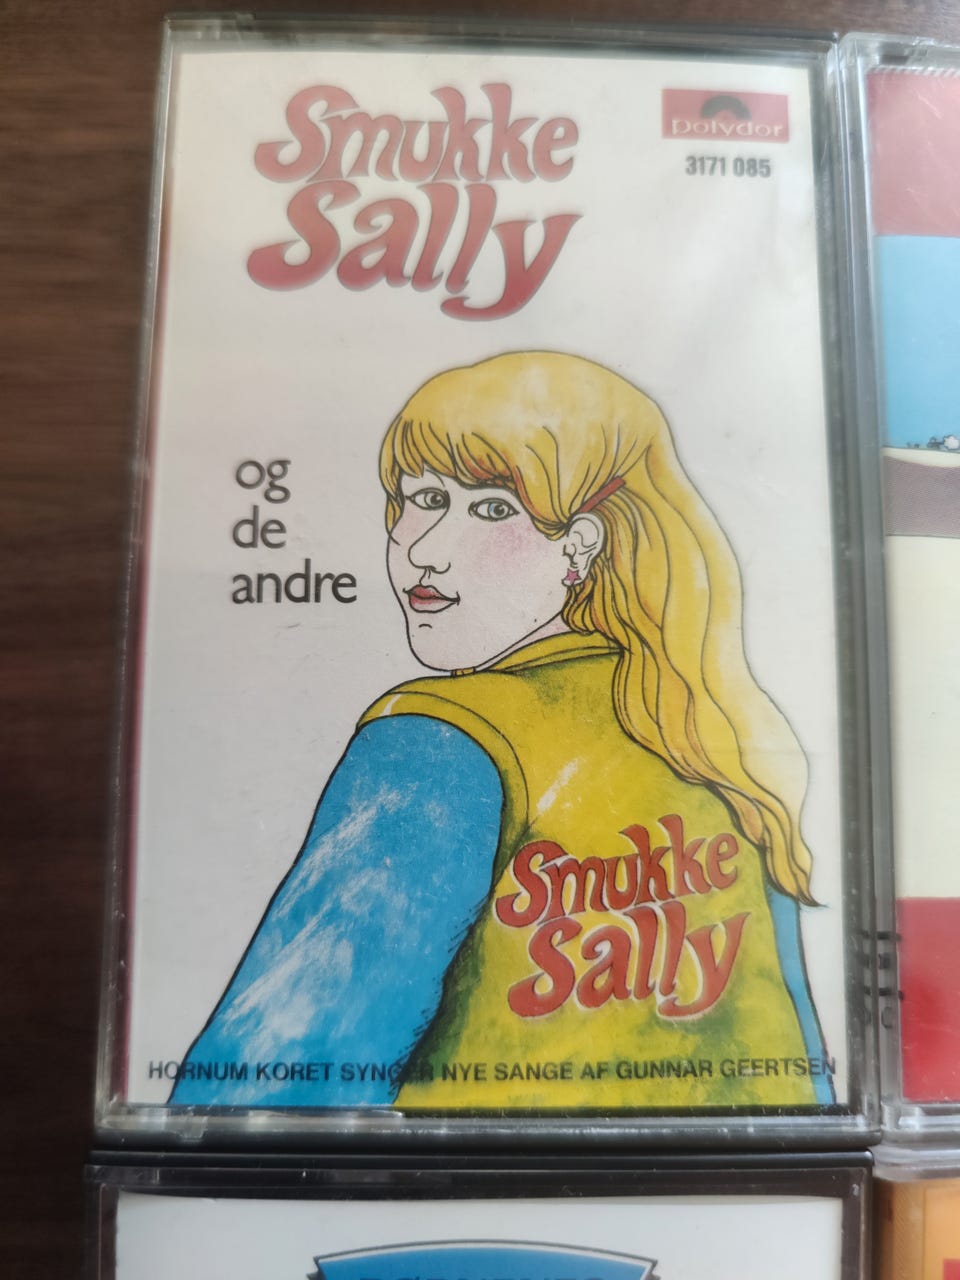 Smukke
Sally
polydor
3171 085
og
de
andre
Smukke
Sally
HORNUM KORET SYNGER NYE SANGE AF GUNNAR GEERTSEN